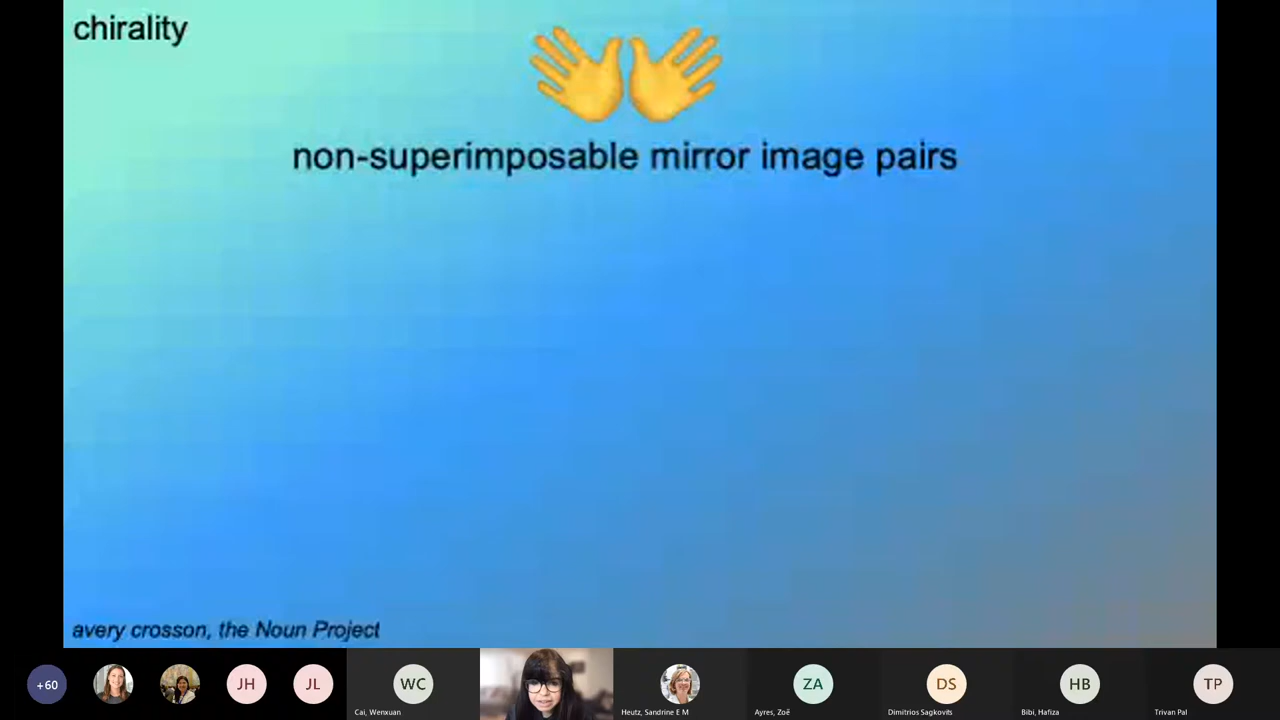 chirality
non-superimposable mirror image pairs
avery crosson, the Noun Project
+60
JH
JL
WC
ZA
DS
HB
TP
Cai, Wenxuan
Heutz, Sandrine E M
Ayres, Zoë
Dimitrios Sagkovits
Bibi, Hafiza
Trivan Pal